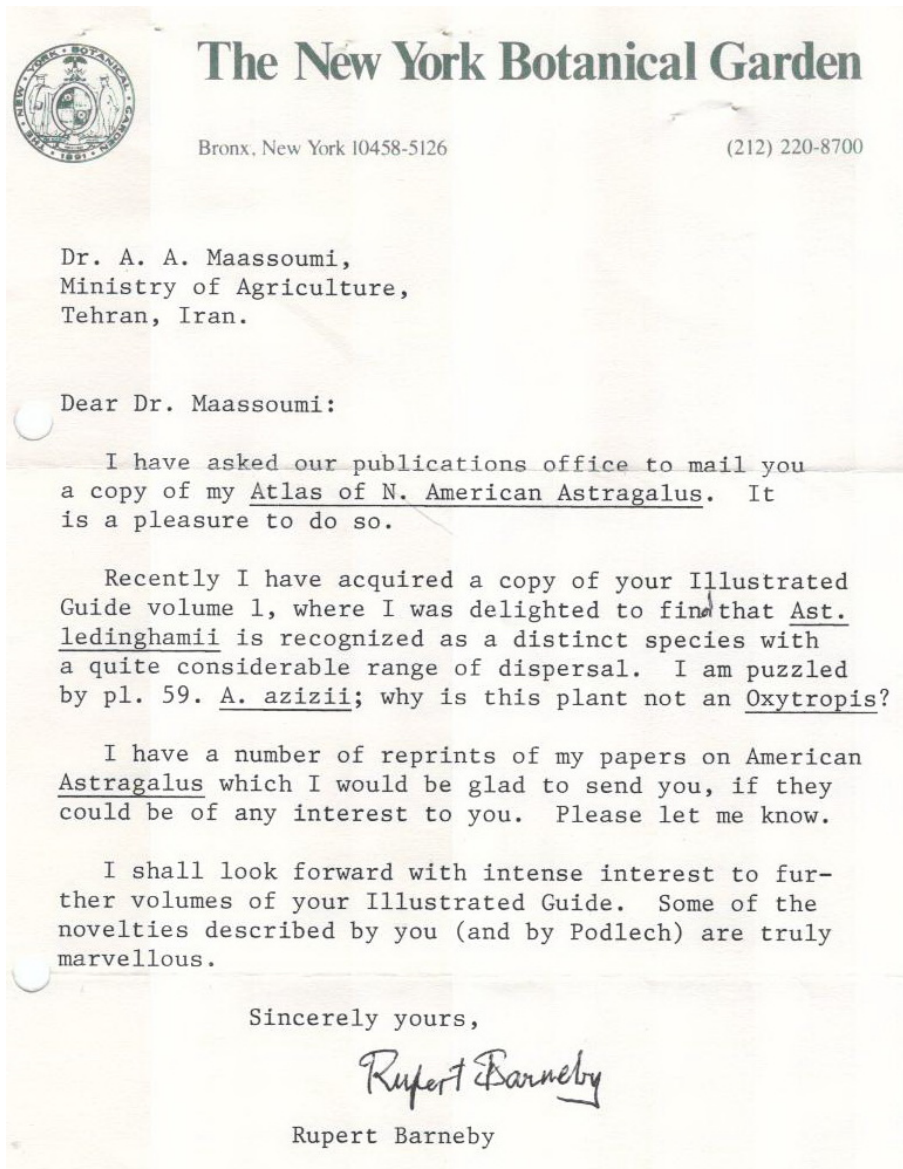 THE · NEW · YORK · BOTANICAL · GARDEN · 1891 ·
The New York Botanical Garden
Bronx, New York 10458-5126 (212) 220-8700
Dr. A. A. Maassoumi,
Ministry of Agriculture,
Tehran, Iran.
Dear Dr. Maassoumi:
I have asked our publications office to mail you
a copy of my Atlas of N. American Astragalus. It
is a pleasure to do so.
Recently I have acquired a copy of your Illustrated
Guide volume 1, where I was delighted to find that Ast.
ledinghamii is recognized as a distinct species with
a quite considerable range of dispersal. I am puzzled
by pl. 59. A. azizii; why is this plant not an Oxytropis?
I have a number of reprints of my papers on American
Astragalus which I would be glad to send you, if they
could be of any interest to you. Please let me know.
I shall look forward with intense interest to fur-
ther volumes of your Illustrated Guide. Some of the
novelties described by you (and by Podlech) are truly
marvellous.
Sincerely yours,
Rupert Barneby
Rupert Barneby